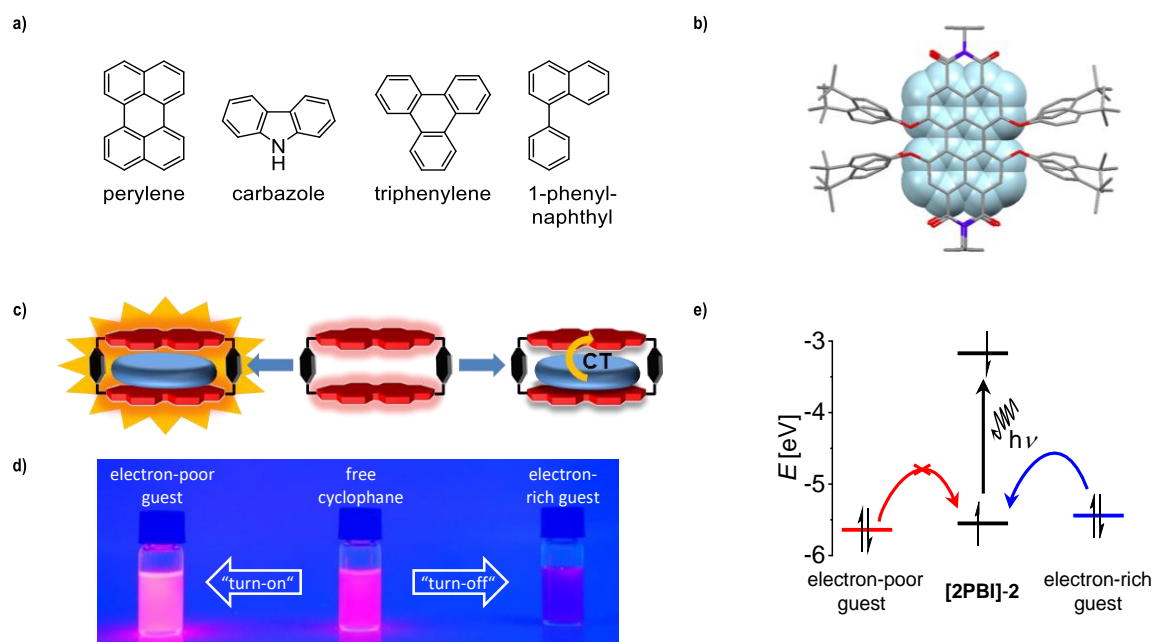 a)
N
H
perylene
carbazole
triphenylene
1-phenyl-
naphthyl
b)
c)
CT
d)
electron-poor
guest
free
cyclophane
electron-
rich guest
"turn-on"
"turn-off"
e)
E [eV]
-3
-4
-5
-6
hν
electron-poor
guest
[2PBI]-2
electron-rich
guest